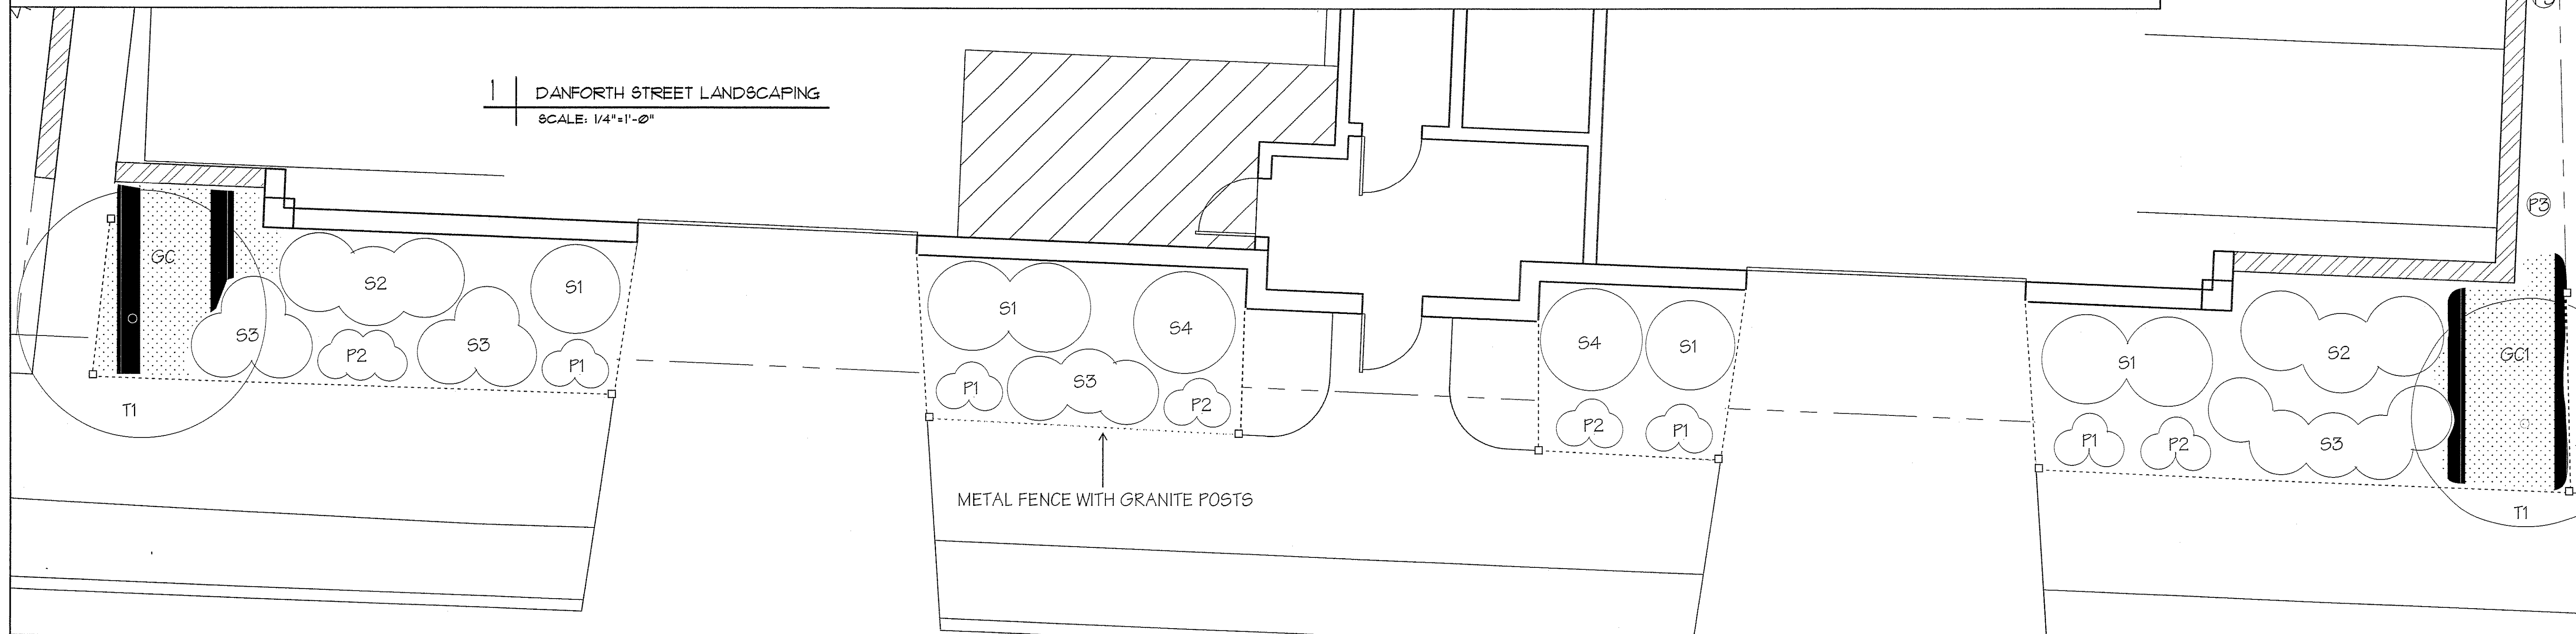 1
DANFORTH STREET LANDSCAPING
SCALE: 1/4"=1'-0"
P3
GC
S2
S1
S3
P2
S3
P1
T1
S1
S4
P1
S3
P2
S4
S1
P2
P1
METAL FENCE WITH GRANITE POSTS
S1
S2
GC1
P1
P2
S3
T1